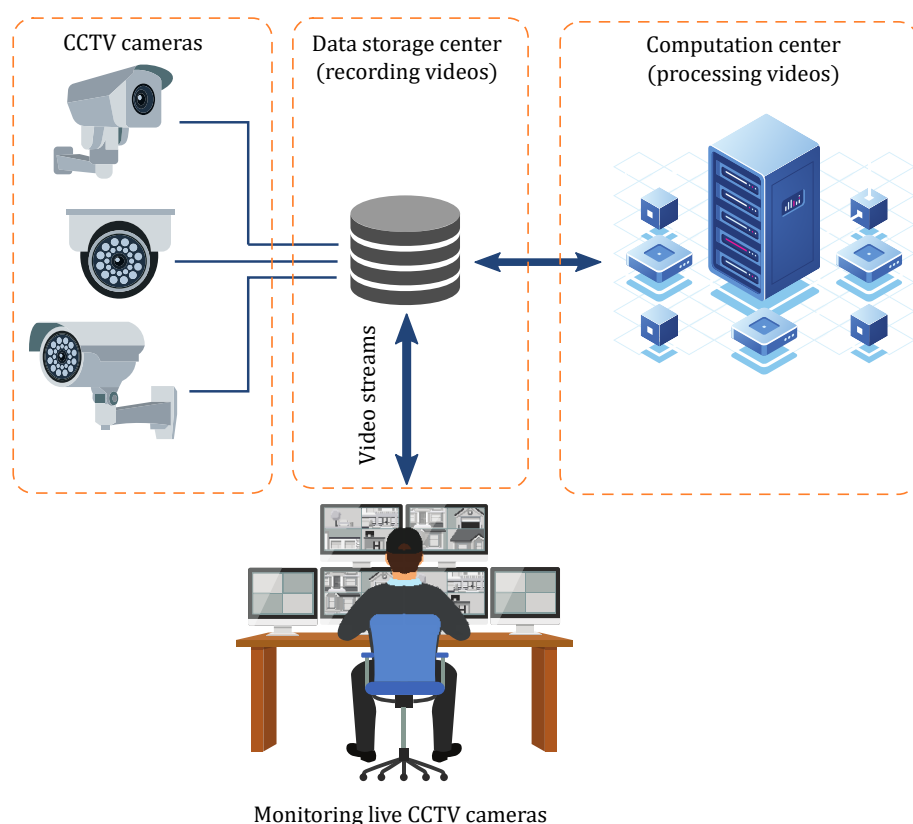 CCTV cameras
Data storage center
(recording videos)
Computation center
(processing videos)
Video streams
Monitoring live CCTV cameras